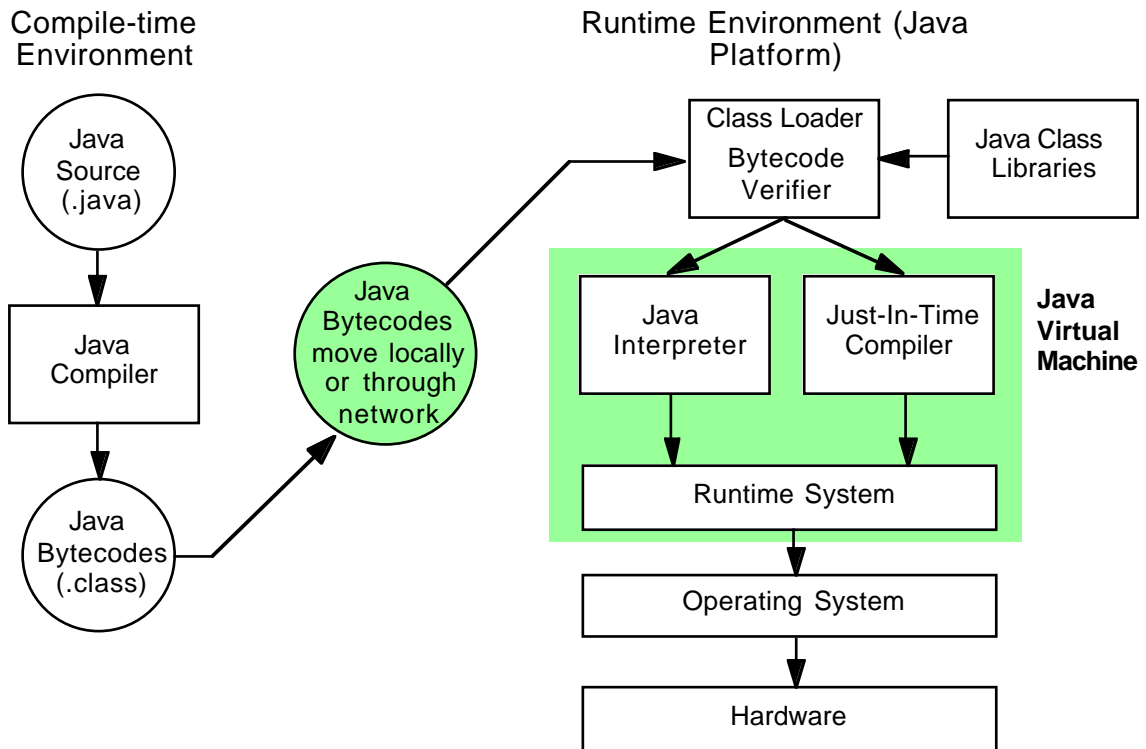 Compile-time
Environment
Java
Source
(.java)
Java
Compiler
Java
Bytecodes
(.class)
Java
Bytecodes
move locally
or through
network
Runtime Environment (Java
Platform)
Class Loader
Bytecode
Verifier
Java Class
Libraries
Java
Interpreter
Just-In-Time
Compiler
Java
Virtual
Machine
Runtime System
Operating System
Hardware